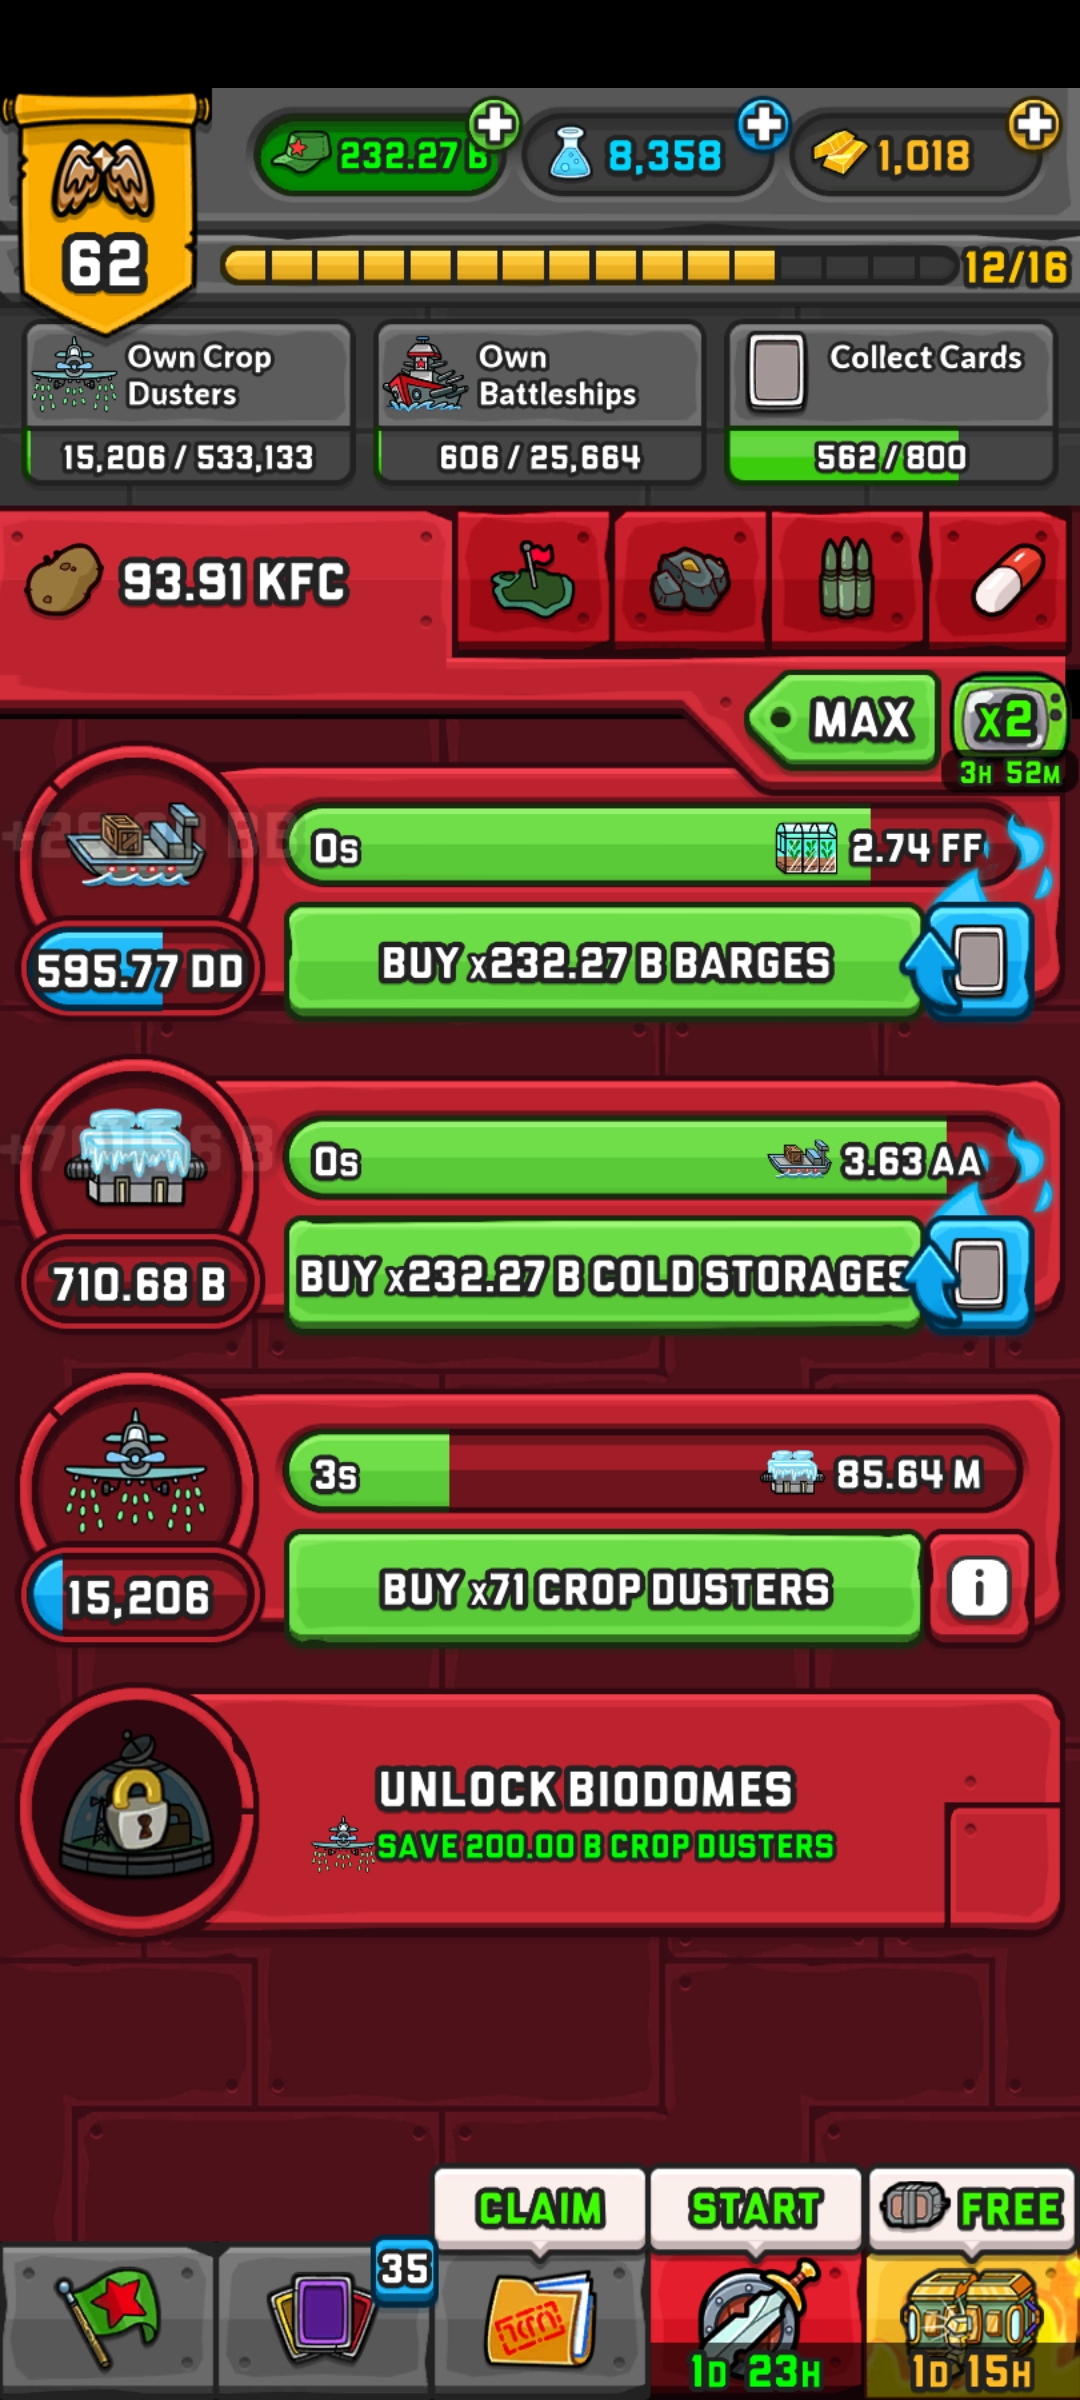 62
232.27 B
8,358
1,018
12/16
Own Crop
Dusters
15,206 / 533,133
Own
Battleships
606 / 25,664
Collect Cards
562 / 800
93.91 KFC
MAX
x2
3H 52M
0s
2.74 FF
595.77 DD
BUY x232.27 B BARGES
0s
3.63 AA
710.68 B
BUY x232.27 B COLD STORAGES
3s
85.64 M
15,206
BUY x71 CROP DUSTERS
i
UNLOCK BIODOMES
SAVE 200.00 B CROP DUSTERS
35
CLAIM
START
FREE
1D 23H
1D 15H